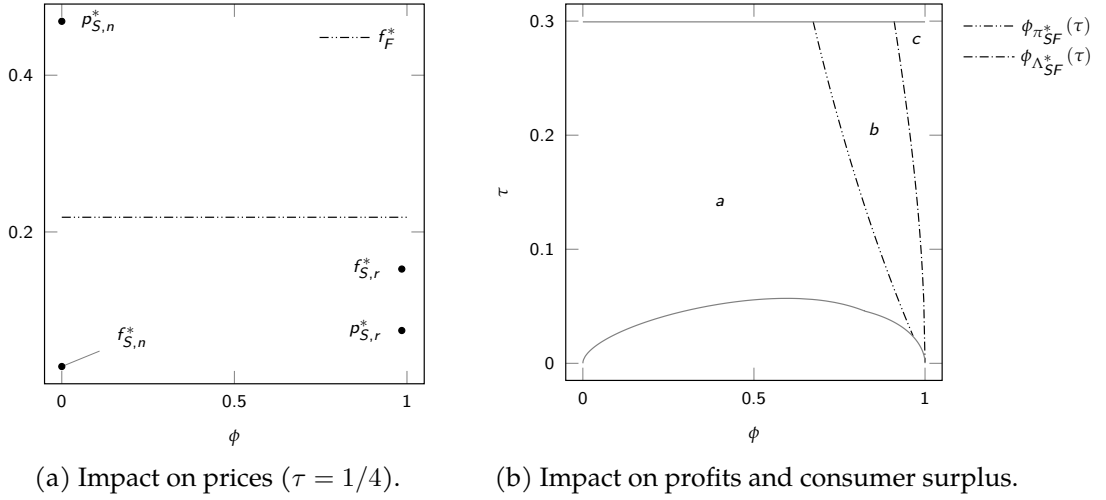 p*S,n
f*F
0.4
0.2
f*S,r
p*S,r
f*S,n
0 0.5 1
ϕ
(a) Impact on prices (τ = 1/4).
0.3
0.2
0.1
0
τ
a
b
c
ϕπ*SF(τ)
ϕΛ*SF(τ)
0 0.5 1
ϕ
(b) Impact on profits and consumer surplus.